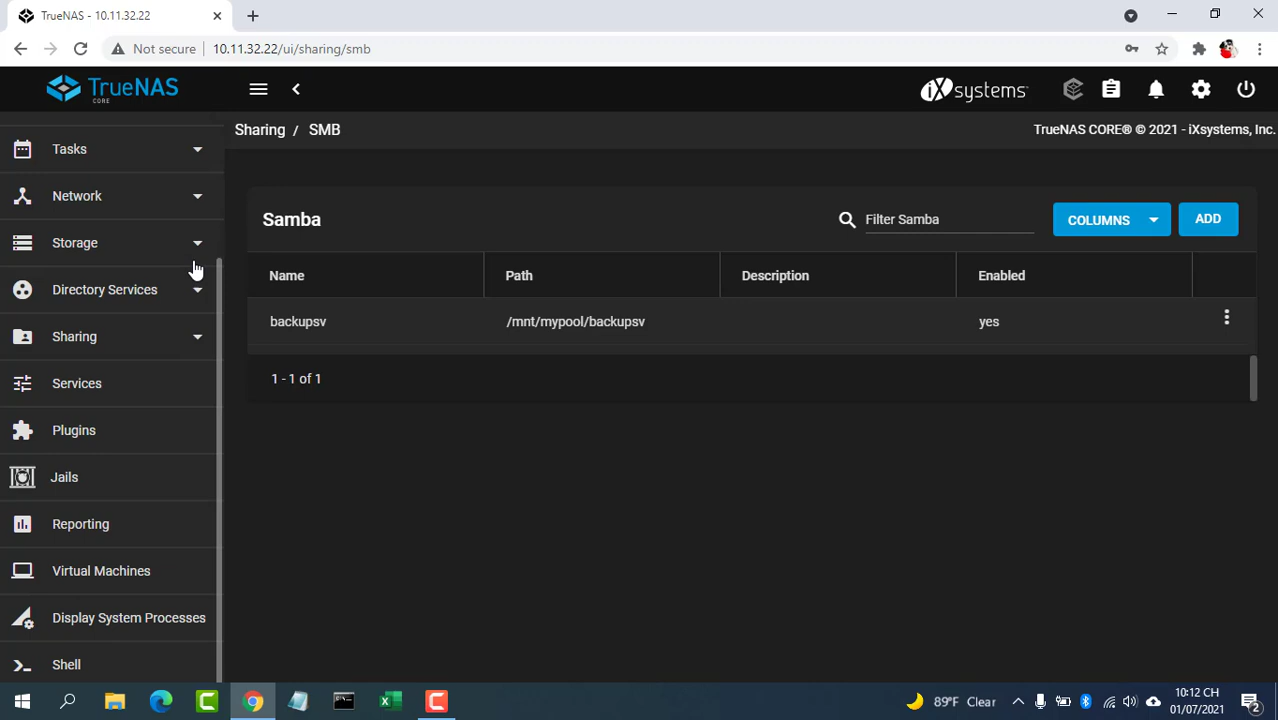 TrueNAS - 10.11.32.22
Not secure
10.11.32.22/ui/sharing/smb
TrueNAS
CORE
iXsystems
Sharing / SMB
TrueNAS CORE® © 2021 - iXsystems, Inc.
Tasks
Network
Storage
Directory Services
Sharing
Services
Plugins
Jails
Reporting
Virtual Machines
Display System Processes
Shell
Samba
Filter Samba
COLUMNS
ADD
Name
Path
Description
Enabled
backupsv
/mnt/mypool/backupsv
yes
1 - 1 of 1
89°F Clear
10:12 CH
01/07/2021
2